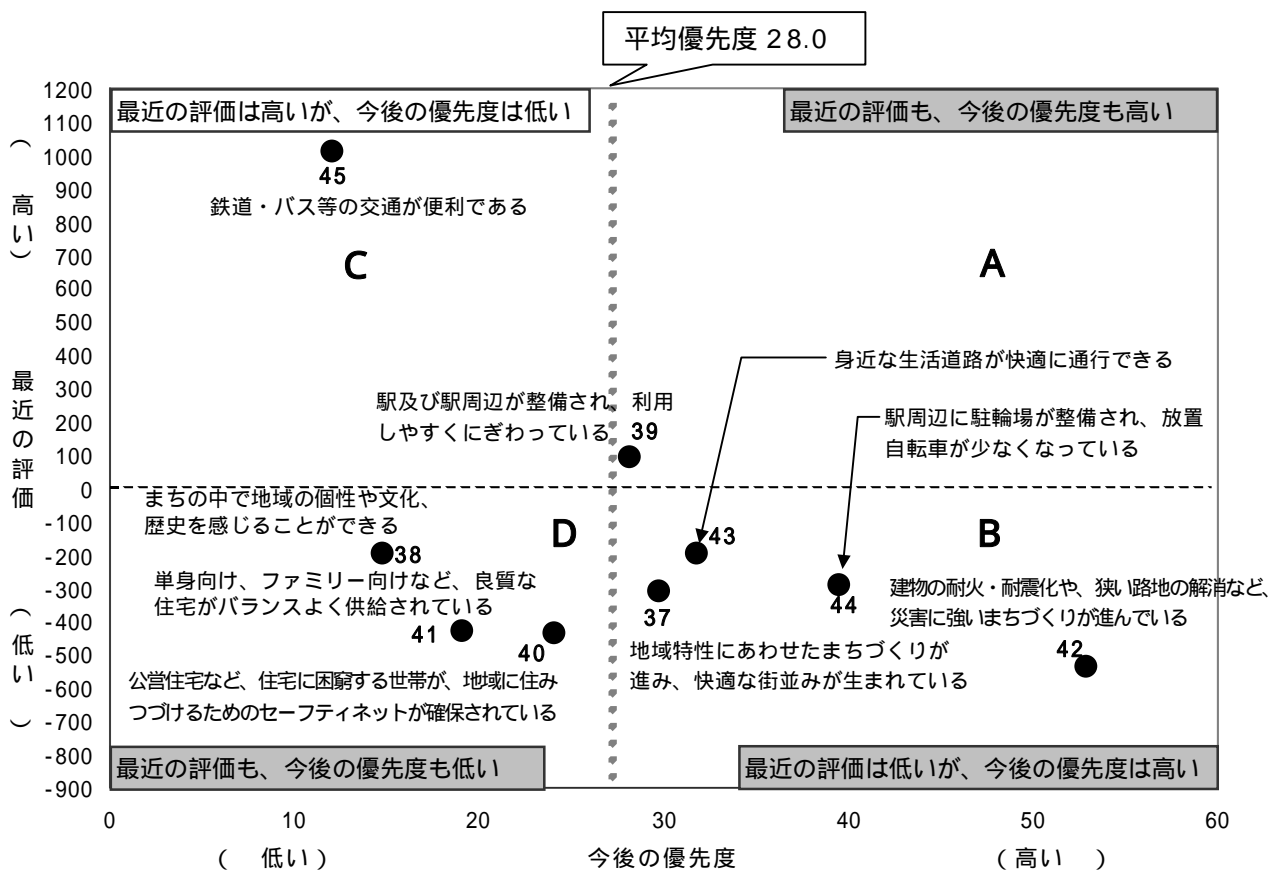 平均優先度 28.0
1200
1100
1000
900
800
700
600
500
400
300
200
100
0
-100
-200
-300
-400
-500
-600
-700
-800
-900
（ 高い）
最近の評価
（低い ）
最近の評価は高いが、今後の優先度は低い
最近の評価も、今後の優先度も高い
45
鉄道・バス等の交通が便利である
C
A
身近な生活道路が快適に通行できる
駅及び駅周辺が整備され、利用
しやすくにぎわっている
39
駅周辺に駐輪場が整備され、放置
自転車が少なくなっている
まちの中で地域の個性や文化、
歴史を感じることができる
38
D
43
B
単身向け、ファミリー向けなど、良質な
住宅がバランスよく供給されている
41
40
37
44
建物の耐火・耐震化や、狭い路地の解消など、
災害に強いまちづくりが進んでいる
42
公営住宅など、住宅に困窮する世帯が、地域に住み
つづけるためのセーフティネットが確保されている
地域特性にあわせたまちづくりが
進み、快適な街並みが生まれている
最近の評価も、今後の優先度も低い
最近の評価は低いが、今後の優先度は高い
0 10 20 30 40 50 60
（ 低い） 今後の優先度 （高い ）